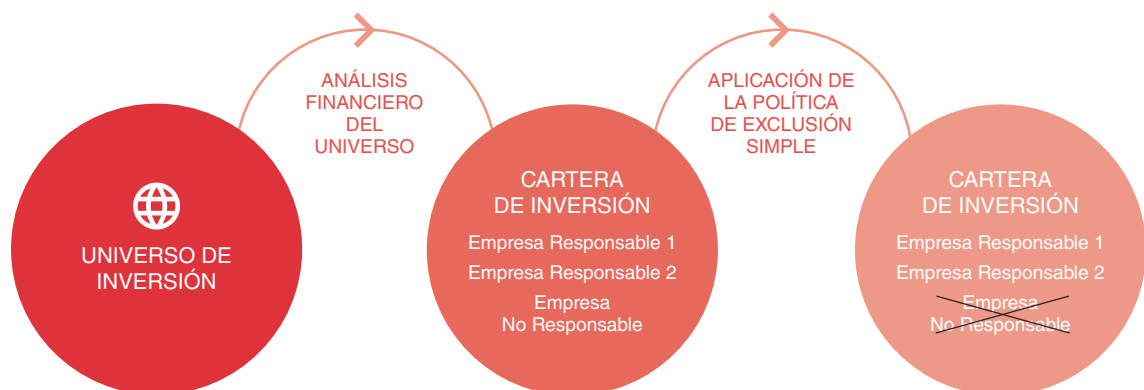 ANÁLISIS
FINANCIERO
DEL
UNIVERSO
APLICACIÓN DE
LA POLÍTICA
DE EXCLUSIÓN
SIMPLE
UNIVERSO DE
INVERSIÓN
CARTERA
DE INVERSIÓN
Empresa Responsable 1
Empresa Responsable 2
Empresa
No Responsable
CARTERA
DE INVERSIÓN
Empresa Responsable 1
Empresa Responsable 2
Empresa
No Responsable